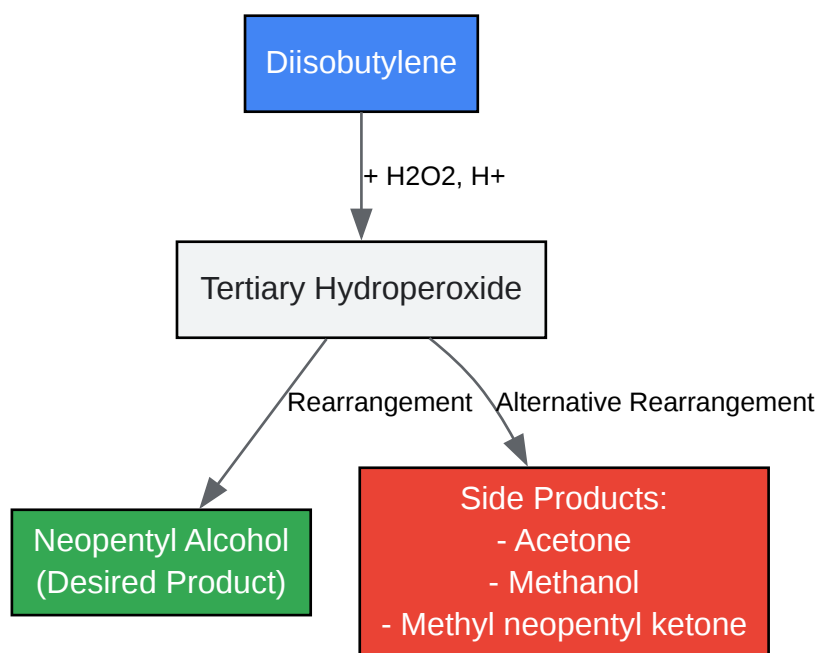 Diisobutylene
+ H2O2, H+
Tertiary Hydroperoxide
Rearrangement
Alternative Rearrangement
Neopentyl Alcohol
(Desired Product)
Side Products:
- Acetone
- Methanol
- Methyl neopentyl ketone